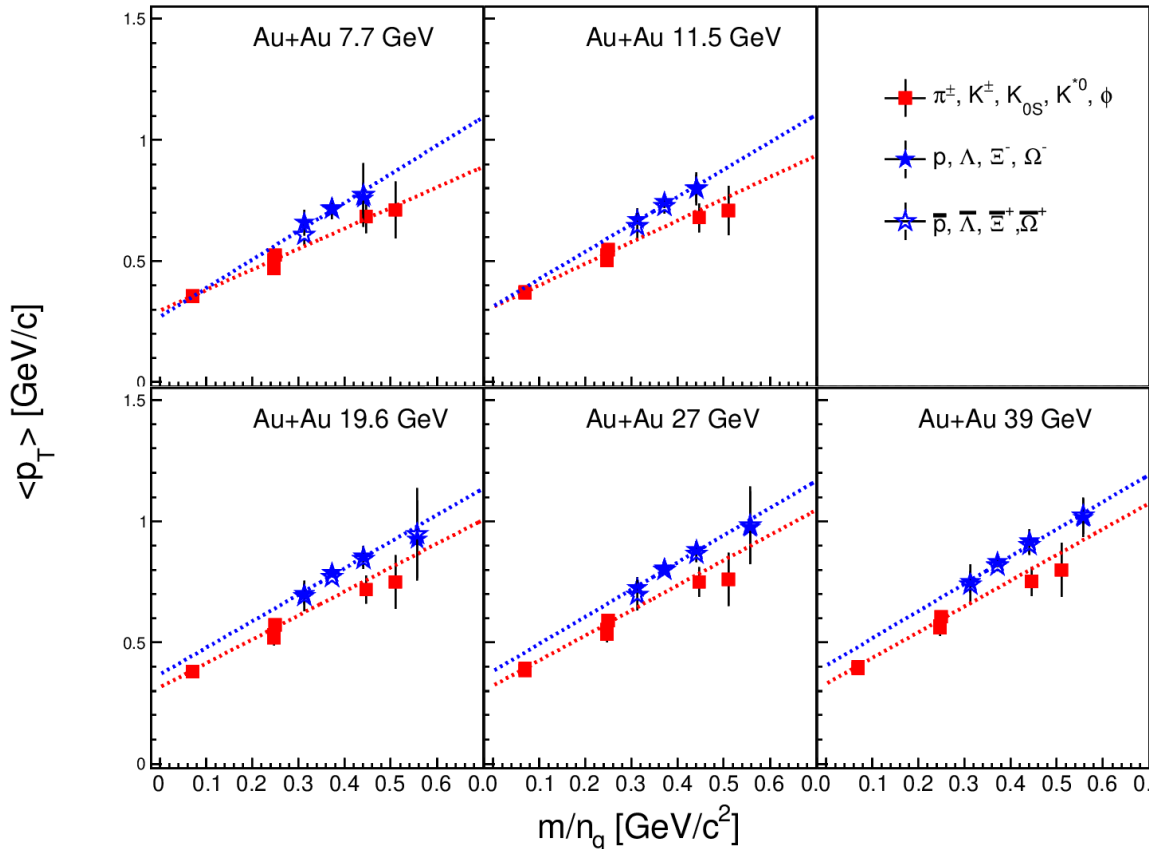 Au+Au 7.7 GeV
Au+Au 11.5 GeV
π±, K±, K0S, K*0, ϕ
p, Λ, Ξ-, Ω-
p̅, Λ̅, Ξ̅+,Ω̅+
1.5
1
0.5
0
<pT> [GeV/c]
Au+Au 19.6 GeV
Au+Au 27 GeV
Au+Au 39 GeV
1.5
1
0.5
0
0 0.1 0.2 0.3 0.4 0.5 0.6 0.0 0.1 0.2 0.3 0.4 0.5 0.6 0.0 0.1 0.2 0.3 0.4 0.5 0.6
m/nq [GeV/c²]